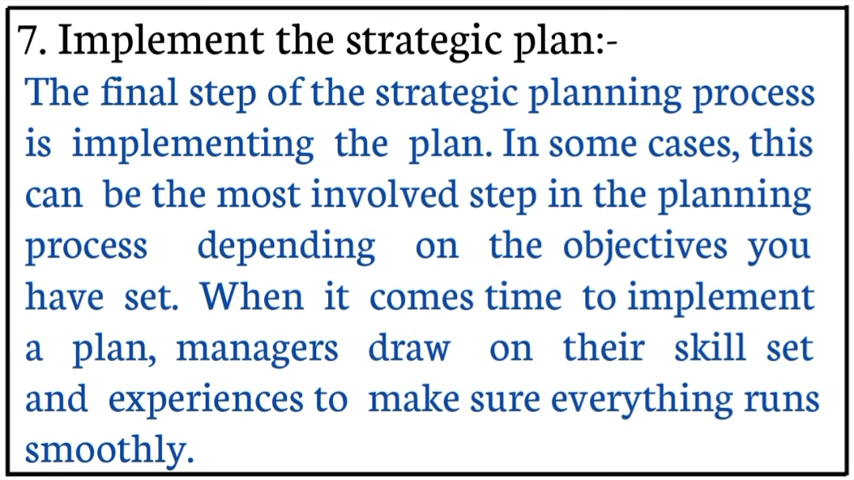 7. Implement the strategic plan:-
The final step of the strategic planning process
is implementing the plan. In some cases, this
can be the most involved step in the planning
process depending on the objectives you
have set. When it comes time to implement
a plan, managers draw on their skill set
and experiences to make sure everything runs
smoothly.